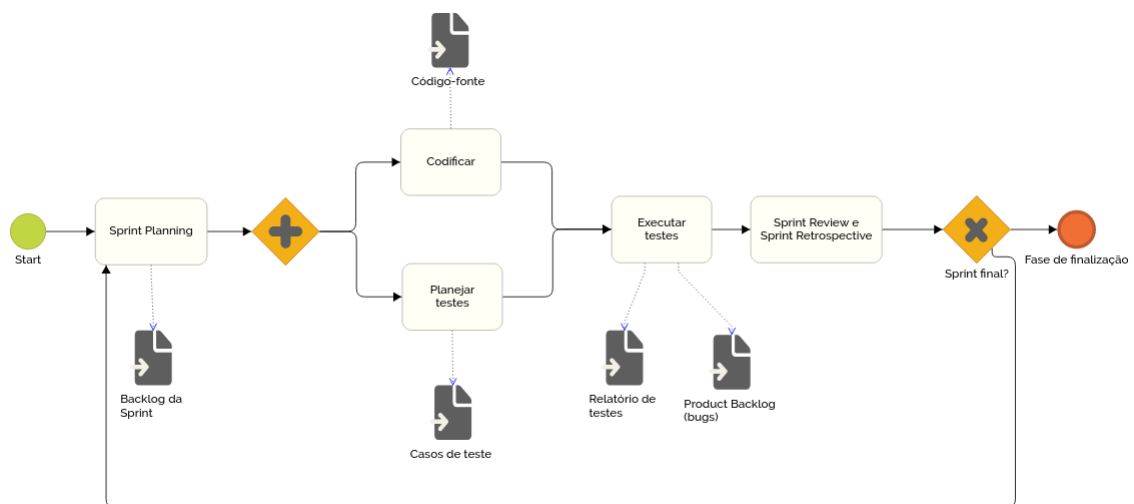 Código-fonte
Codificar
Start
Sprint Planning
Executar
testes
Sprint Review e
Sprint Retrospective
Sprint final?
Fase de finalização
Planejar
testes
Backlog da
Sprint
Casos de teste
Relatório de
testes
Product Backlog
(bugs)